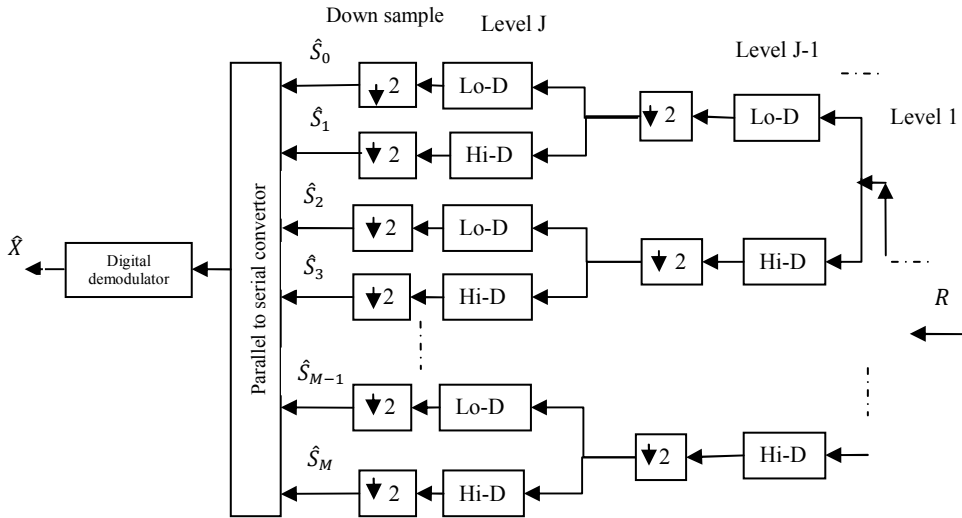 Down sample
Level J
Level J-1
Level 1
Ŝ0
2
Lo-D
2
Lo-D
Ŝ1
2
Hi-D
Ŝ2
2
Lo-D
X̂
Digital
demodulator
Parallel to serial convertor
Ŝ3
2
Hi-D
2
Hi-D
R
ŜM−1
2
Lo-D
ŜM
2
Hi-D
2
Hi-D